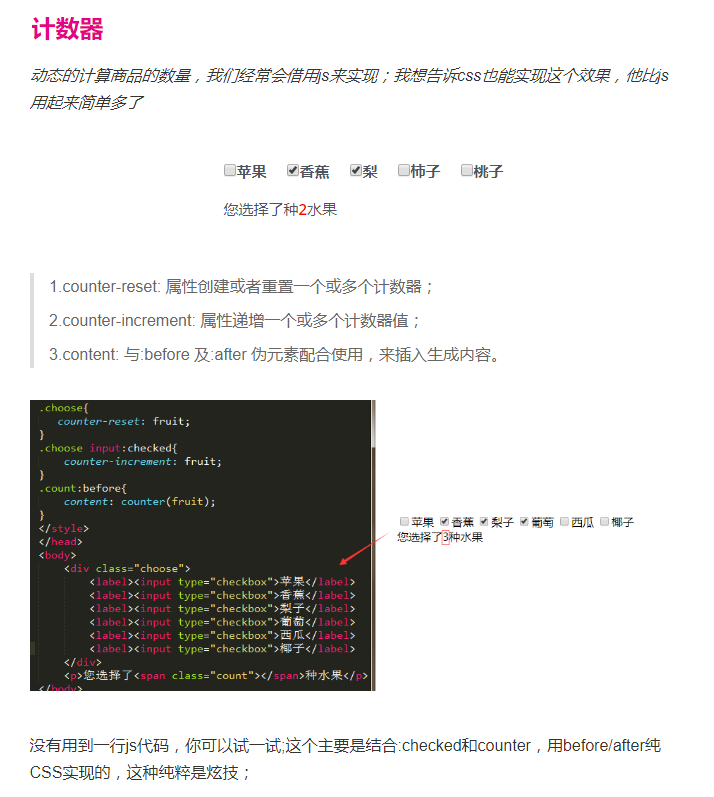 计数器
动态的计算商品的数量，我们经常会借用js来实现；我想告诉css也能实现这个效果，他比js
用起来简单多了
苹果 香蕉 梨 柿子 桃子
您选择了种2水果
1.counter-reset: 属性创建或者重置一个或多个计数器；
2.counter-increment: 属性递增一个或多个计数器值；
3.content: 与:before 及:after 伪元素配合使用，来插入生成内容。
.choose{
counter-reset: fruit;
}
.choose input:checked{
counter-increment: fruit;
}
.count:before{
content: counter(fruit);
}
</style>
</head>
<body>
<div class="choose">
<label><input type="checkbox">苹果</label>
<label><input type="checkbox">香蕉</label>
<label><input type="checkbox">梨子</label>
<label><input type="checkbox">葡萄</label>
<label><input type="checkbox">西瓜</label>
<label><input type="checkbox">椰子</label>
</div>
<p>您选择了<span class="count"></span>种水果</p>
</body>
苹果 香蕉 梨子 葡萄 西瓜 椰子
您选择了3种水果
没有用到一行js代码，你可以试一试;这个主要是结合:checked和counter，用before/after纯
CSS实现的，这种纯粹是炫技；